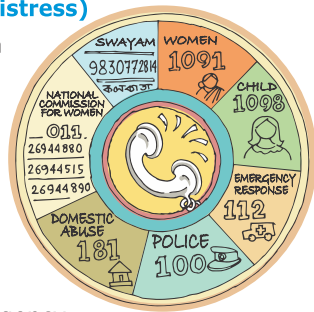 istress)
SWAYAM
9830772814
কলকাতা
WOMEN
1091
CHILD
1098
EMERGENCY
RESPONSE
112
POLICE
100
DOMESTIC
ABUSE
181
NATIONAL
COMMISSION
FOR WOMEN
011
26944880
26944515
26944890